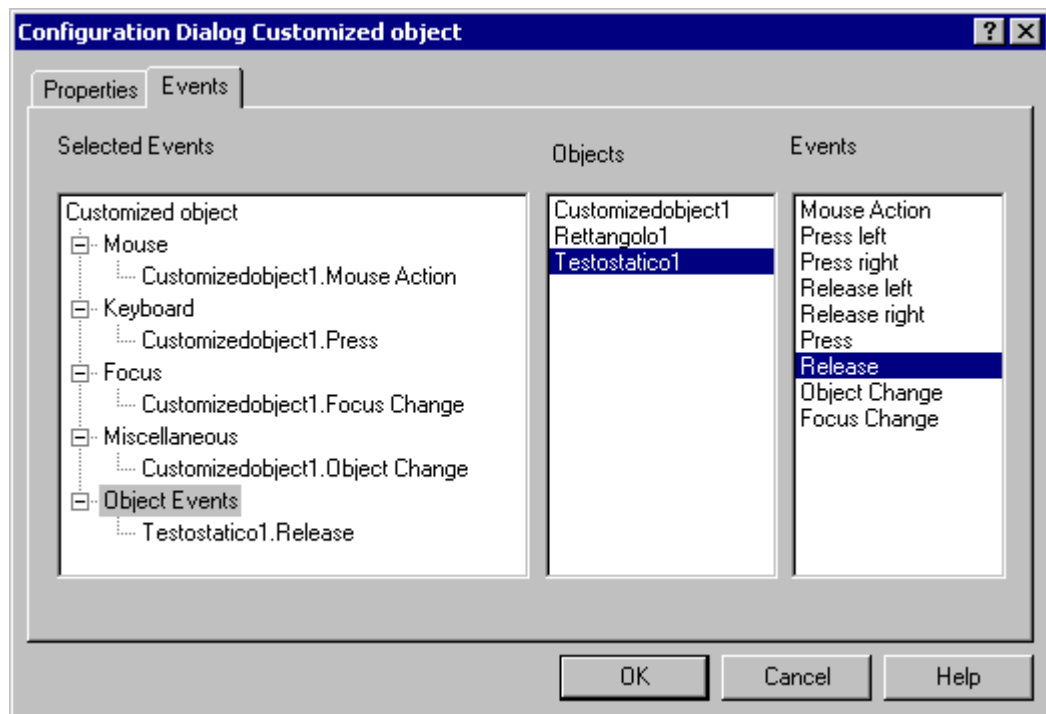 Configuration Dialog Customized object
Properties
Events
Selected Events
Customized object
Mouse
Customizedobject1.Mouse Action
Keyboard
Customizedobject1.Press
Focus
Customizedobject1.Focus Change
Miscellaneous
Customizedobject1.Object Change
Object Events
Testostatico1.Release
Objects
Customizedobject1
Rettangolo1
Testostatico1
Events
Mouse Action
Press left
Press right
Release left
Release right
Press
Release
Object Change
Focus Change
OK
Cancel
Help